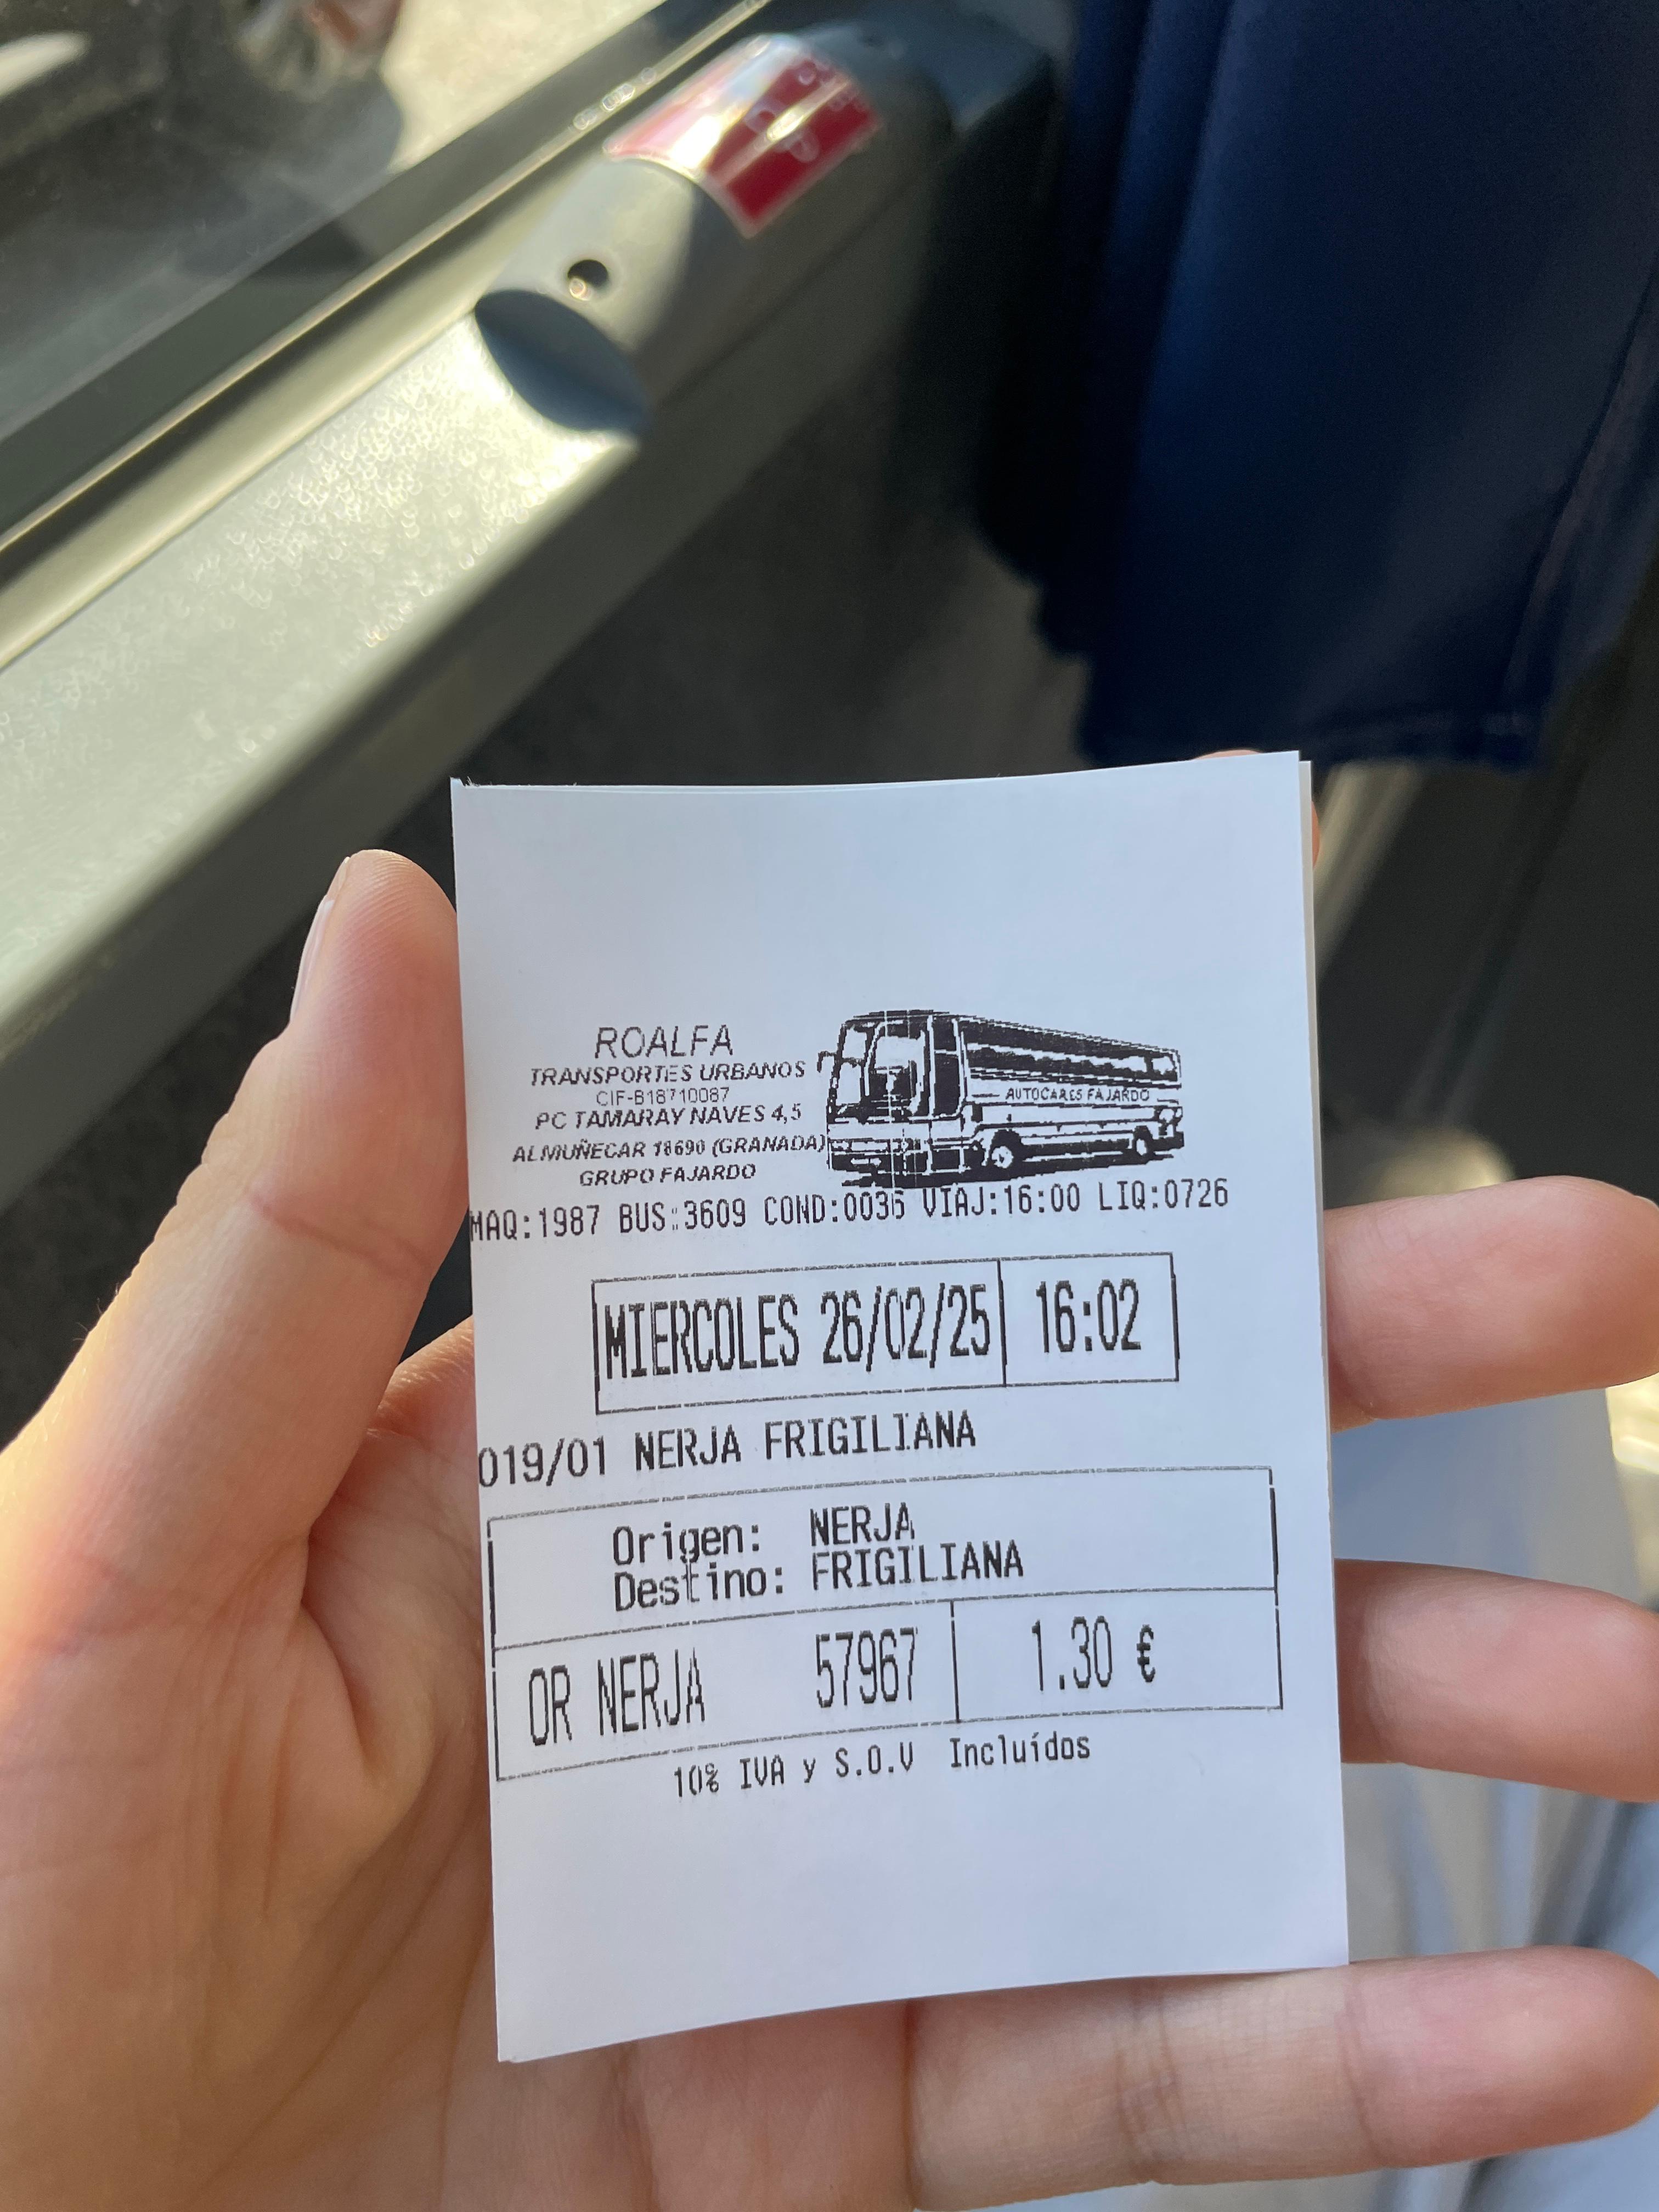 ROALFA
TRANSPORTES URBANOS
CIF-B18710087
PC TAMARAY NAVES 4,5
ALMUÑECAR 18690 (GRANADA)
GRUPO FAJARDO
AUTOCARES FAJARDO
MAQ:1987 BUS:3609 COND:0036 VIAJ:16:00 LIQ:0726
MIERCOLES 26/02/25 16:02
019/01 NERJA FRIGILIANA
Origen: NERJA
Destino: FRIGILIANA
OR NERJA 57967 1.30 €
10% IVA y S.O.V Incluídos